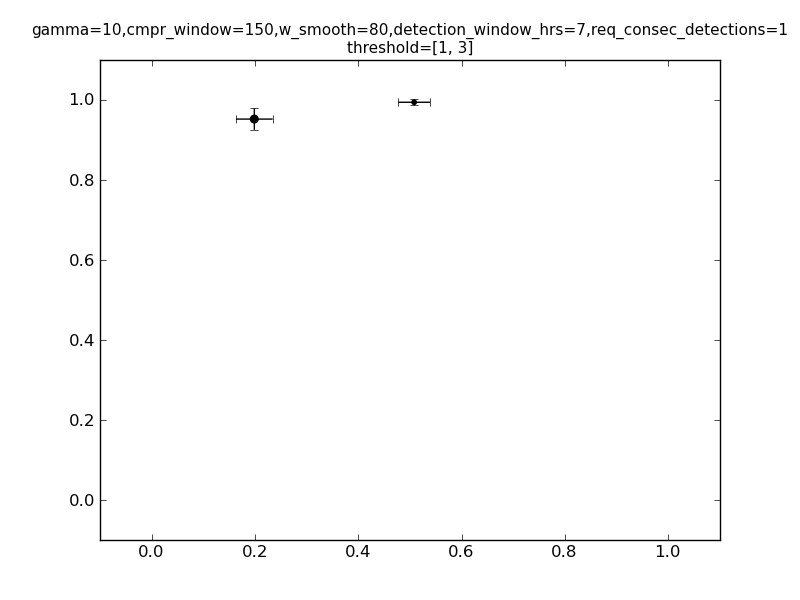 gamma=10,cmpr_window=150,w_smooth=80,detection_window_hrs=7,req_consec_detections=1
threshold=[1, 3]
1.0
0.8
0.6
0.4
0.2
0.0
0.0 0.2 0.4 0.6 0.8 1.0